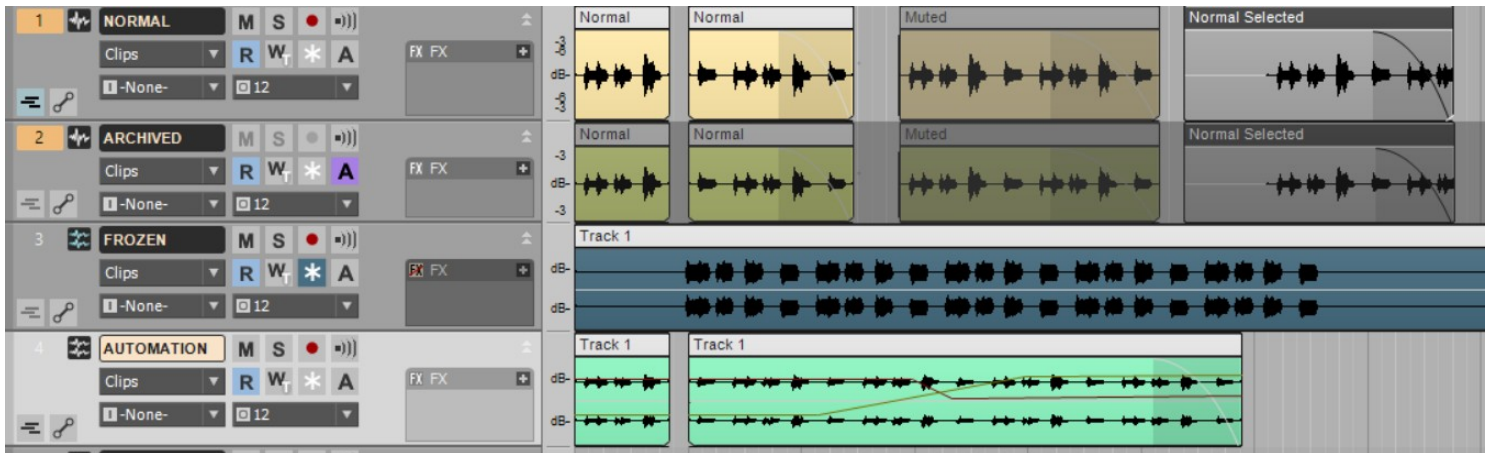 1 NORMAL M S
Clips R W T * A FX FX
-None- 12
Normal Normal Muted Normal Selected
dB-
2 ARCHIVED M S
Clips R W T * A FX FX
-None- 12
Normal Normal Muted Normal Selected
-3
dB-
-3
3 FROZEN M S
Clips R W T * A FX FX
-None- 12
Track 1
dB-
dB-
4 AUTOMATION M S
Clips R W T * A FX FX
-None- 12
Track 1 Track 1
dB-
dB-